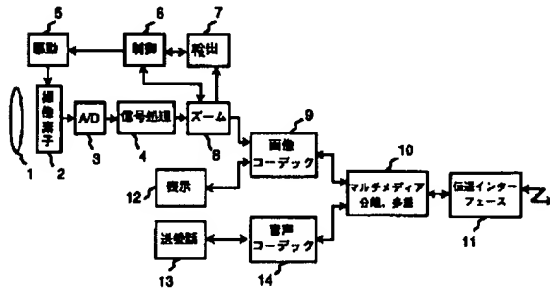 5
6
7
駆動
制御
検出
撮像素子
A/D
信号処理
ズーム
9
1
2
3
4
8
画像
コーデック
10
12
表示
マルチメディア
分離、多重
伝送インター
フェース
11
送受話
音声
コーデック
13
14